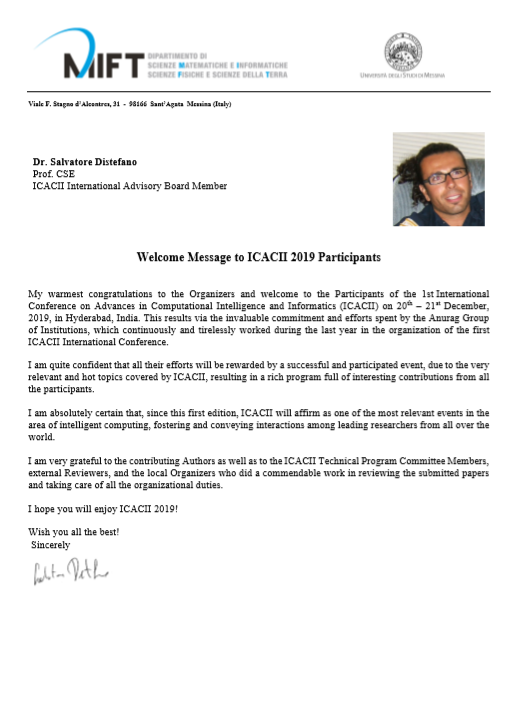 MIFT
DIPARTIMENTO DI
SCIENZE MATEMATICHE E INFORMATICHE
SCIENZE FISICHE E SCIENZE DELLA TERRA
UNIVERSITÀ DEGLI STUDI DI MESSINA
Viale F. Stagno d'Alcontres, 31 - 98166 Sant'Agata Messina (Italy)
Dr. Salvatore Distefano
Prof. CSE
ICACII International Advisory Board Member
Welcome Message to ICACII 2019 Participants
My warmest congratulations to the Organizers and welcome to the Participants of the 1st International
Conference on Advances in Computational Intelligence and Informatics (ICACII) on 20th – 21st December,
2019, in Hyderabad, India. This results via the invaluable commitment and efforts spent by the Anurag Group
of Institutions, which continuously and tirelessly worked during the last year in the organization of the first
ICACII International Conference.
I am quite confident that all their efforts will be rewarded by a successful and participated event, due to the very
relevant and hot topics covered by ICACII, resulting in a rich program full of interesting contributions from all
the participants.
I am absolutely certain that, since this first edition, ICACII will affirm as one of the most relevant events in the
area of intelligent computing, fostering and conveying interactions among leading researchers from all over the
world.
I am very grateful to the contributing Authors as well as to the ICACII Technical Program Committee Members,
external Reviewers, and the local Organizers who did a commendable work in reviewing the submitted papers
and taking care of all the organizational duties.
I hope you will enjoy ICACII 2019!
Wish you all the best!
Sincerely